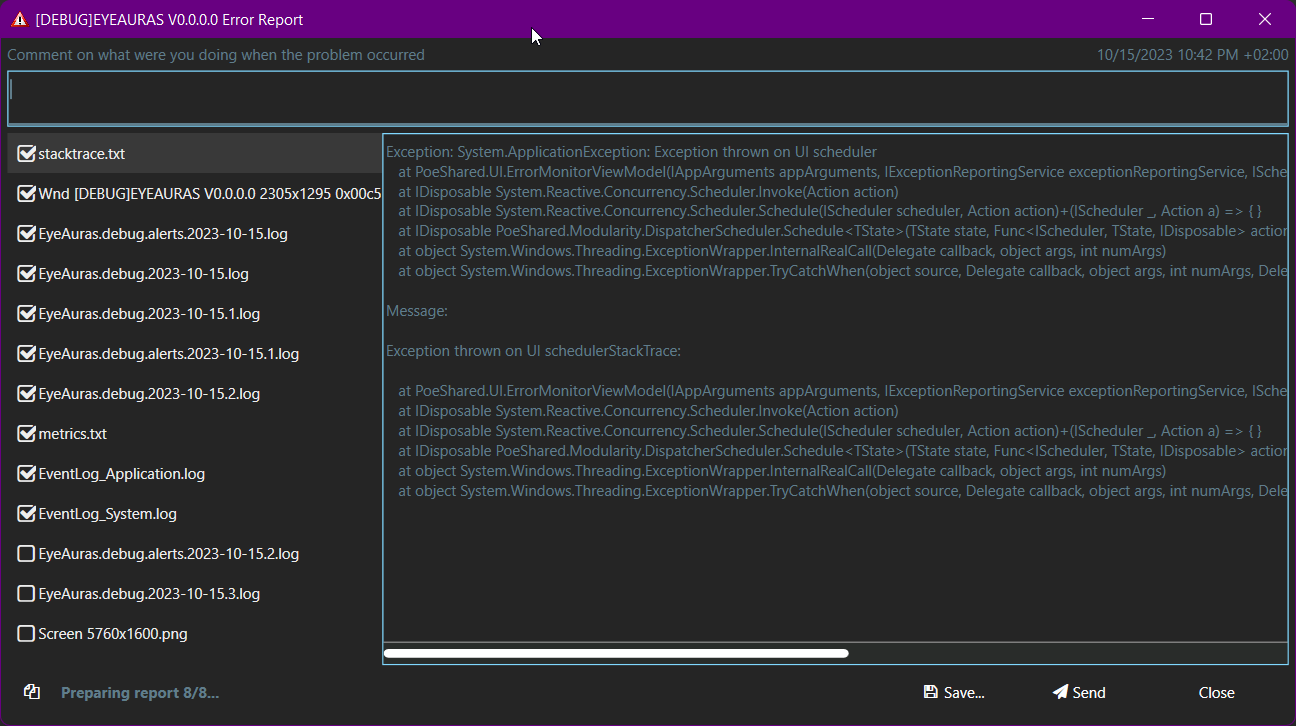 [DEBUG]EYEAURAS V0.0.0.0 Error Report
Comment on what were you doing when the problem occurred
10/15/2023 10:42 PM +02:00
stacktrace.txt
Wnd [DEBUG]EYEAURAS V0.0.0.0 2305x1295 0x00c5
EyeAuras.debug.alerts.2023-10-15.log
EyeAuras.debug.2023-10-15.log
EyeAuras.debug.2023-10-15.1.log
EyeAuras.debug.alerts.2023-10-15.1.log
EyeAuras.debug.2023-10-15.2.log
metrics.txt
EventLog_Application.log
EventLog_System.log
EyeAuras.debug.alerts.2023-10-15.2.log
EyeAuras.debug.2023-10-15.3.log
Screen 5760x1600.png
Exception: System.ApplicationException: Exception thrown on UI scheduler
at PoeShared.UI.ErrorMonitorViewModel(IAppArguments appArguments, IExceptionReportingService exceptionReportingService, ISche
at IDisposable System.Reactive.Concurrency.Scheduler.Invoke(Action action)
at IDisposable System.Reactive.Concurrency.Scheduler.Schedule(IScheduler scheduler, Action action)+(IScheduler _, Action a) => { }
at IDisposable PoeShared.Modularity.DispatcherScheduler.Schedule<TState>(TState state, Func<IScheduler, TState, IDisposable> action
at object System.Windows.Threading.ExceptionWrapper.InternalRealCall(Delegate callback, object args, int numArgs)
at object System.Windows.Threading.ExceptionWrapper.TryCatchWhen(object source, Delegate callback, object args, int numArgs, Dele
Message:
Exception thrown on UI schedulerStackTrace:
at PoeShared.UI.ErrorMonitorViewModel(IAppArguments appArguments, IExceptionReportingService exceptionReportingService, ISche
at IDisposable System.Reactive.Concurrency.Scheduler.Invoke(Action action)
at IDisposable System.Reactive.Concurrency.Scheduler.Schedule(IScheduler scheduler, Action action)+(IScheduler _, Action a) => { }
at IDisposable PoeShared.Modularity.DispatcherScheduler.Schedule<TState>(TState state, Func<IScheduler, TState, IDisposable> action
at object System.Windows.Threading.ExceptionWrapper.InternalRealCall(Delegate callback, object args, int numArgs)
at object System.Windows.Threading.ExceptionWrapper.TryCatchWhen(object source, Delegate callback, object args, int numArgs, Dele
Preparing report 8/8...
Save...
Send
Close